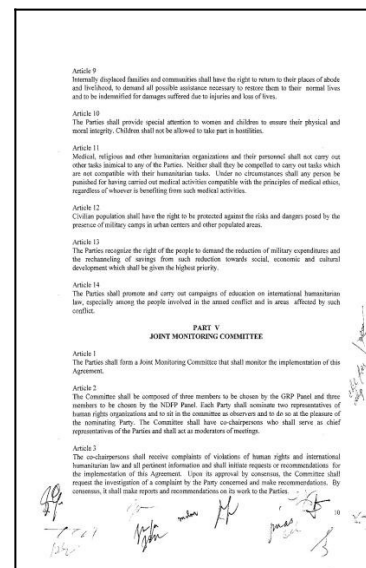 Article 9
Internally displaced families and communities shall have the right to return to their places of abode
and livelihood, to demand all possible assistance necessary to restore them to their normal lives
and to be indemnified for damages suffered due to injuries and loss of lives.
Article 10
The Parties shall provide special attention to women and children to ensure their physical and
moral integrity. Children shall not be allowed to take part in hostilities.
Article 11
Medical, religious and other humanitarian organizations and their personnel shall not carry out
other tasks inimical to any of the Parties. Neither shall they be compelled to carry out tasks which
are not compatible with their humanitarian tasks. Under no circumstances shall any person be
punished for having carried out medical activities compatible with the principles of medical ethics,
regardless of whoever is benefiting from such medical activities.
Article 12
Civilian population shall have the right to be protected against the risks and dangers posed by the
presence of military camps in urban centers and other populated areas.
Article 13
The Parties recognize the right of the people to demand the reduction of military expenditures and
the rechanneling of savings from such reduction towards social, economic and cultural
development which shall be given the highest priority.
Article 14
The Parties shall promote and carry out campaigns of education on international humanitarian
law, especially among the people involved in the armed conflict and in areas affected by such
conflict.
PART V
JOINT MONITORING COMMITTEE
Article 1
The Parties shall form a Joint Monitoring Committee that shall monitor the implementation of this
Agreement.
Article 2
The Committee shall be composed of three members to be chosen by the GRP Panel and three
members to be chosen by the NDFP Panel. Each Party shall nominate two representatives of
human rights organizations and to sit in the committee as observers and to do so at the pleasure of
the nominating Party. The Committee shall have co-chairpersons who shall serve as chief
representatives of the Parties and shall act as moderators of meetings.
Article 3
The co-chairpersons shall receive complaints of violations of human rights and international
humanitarian law and all pertinent information and shall initiate requests or recommendations for
the implementation of this Agreement. Upon its approval by consensus, the Committee shall
request the investigation of a complaint by the Party concerned and make recommendations. By
consensus, it shall make reports and recommendations on its work to the Parties.
10